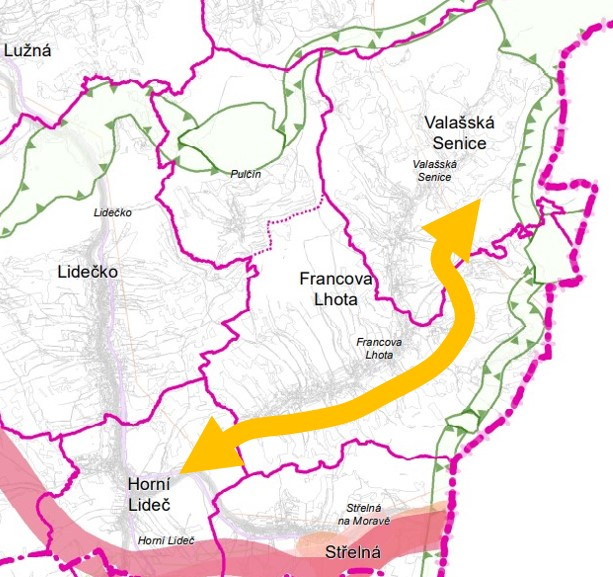 Lužná
Valašská
Senice
Valašská
Senice
Pulčin
Lidečko
Lidečko
Francova
Lhota
Francova
Lhota
Horní
Lideč
Střelná
na Moravě
Horní Lideč
Střelná